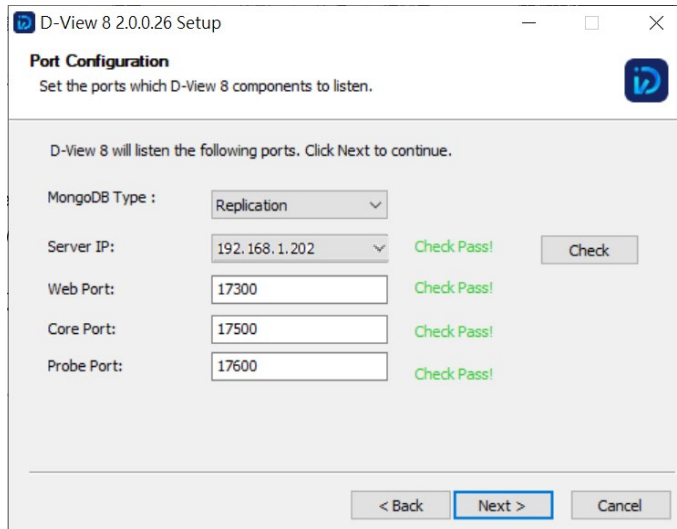 D-View 8 2.0.0.26 Setup
Port Configuration
Set the ports which D-View 8 components to listen.
D-View 8 will listen the following ports. Click Next to continue.
MongoDB Type : Replication
Server IP: 192.168.1.202 Check Pass! Check
Web Port: 17300 Check Pass!
Core Port: 17500 Check Pass!
Probe Port: 17600 Check Pass!
< Back Next > Cancel